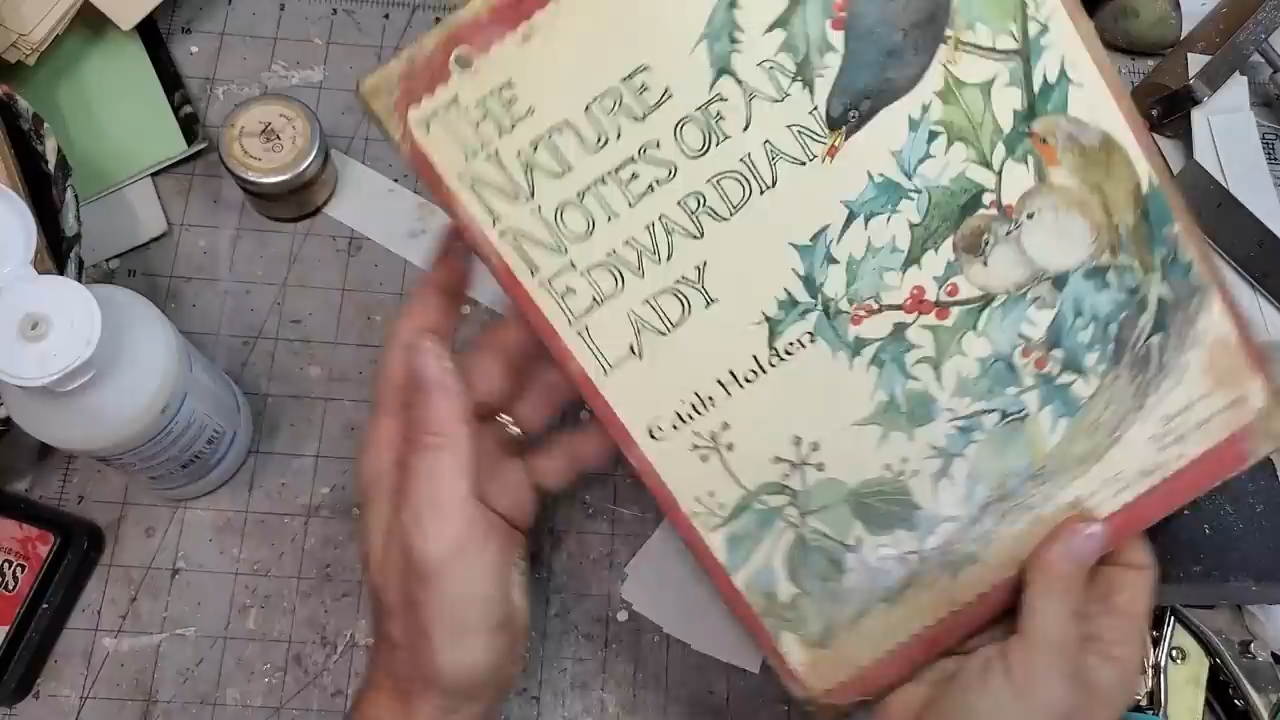 THE
NATURE
NOTES OF AN
EDWARDIAN
LADY
Edith Holden